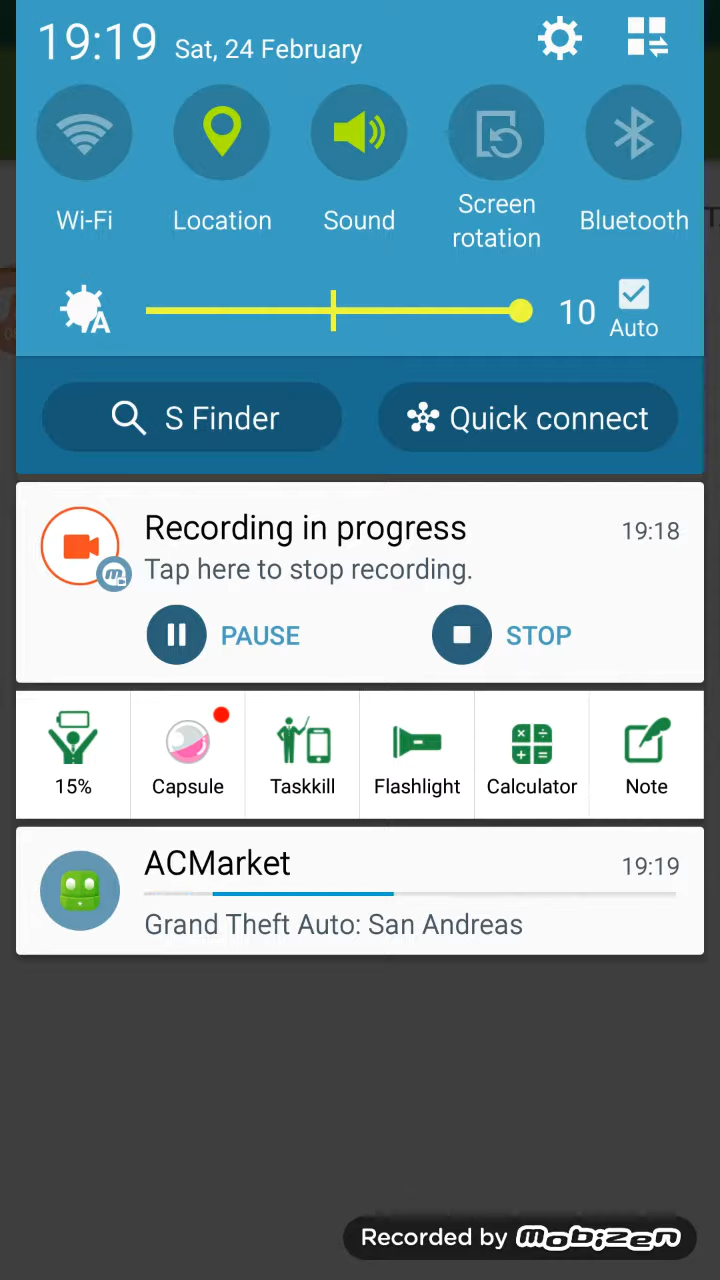 19:19 Sat, 24 February
Wi-Fi
Location
Sound
Screen
rotation
Bluetooth
A
10
Auto
S Finder
Quick connect
Recording in progress
19:18
m
Tap here to stop recording.
PAUSE
STOP
15%
Capsule
Taskkill
Flashlight
Calculator
Note
ACMarket
19:19
Grand Theft Auto: San Andreas
Recorded by mobizen